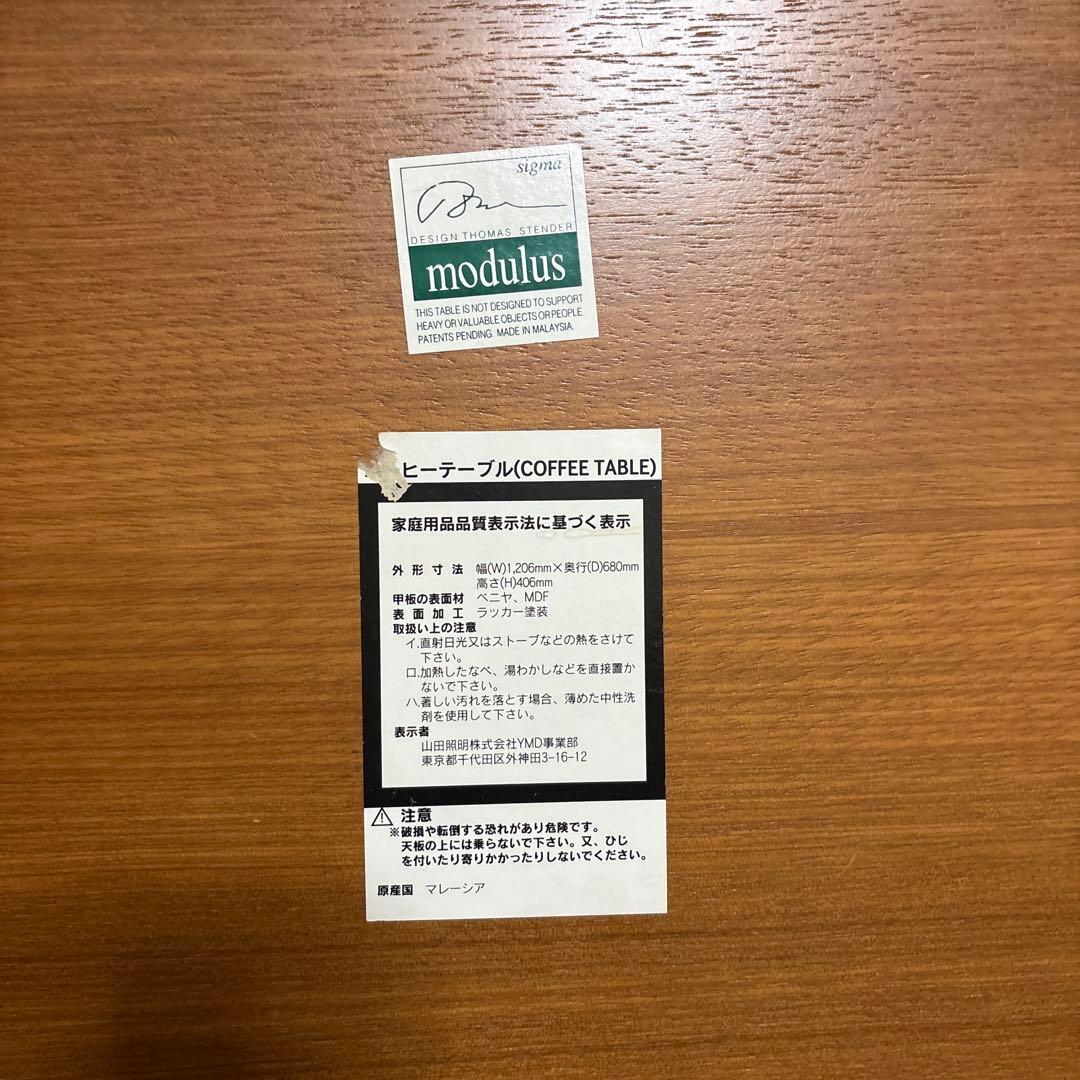 sigma
DESIGN THOMAS STENDER
modulus
THIS TABLE IS NOT DESIGNED TO SUPPORT
HEAVY OR VALUABLE OBJECTS OR PEOPLE
PATENTS PENDING. MADE IN MALAYSIA.
ヒーテーブル(COFFEE TABLE)
家庭用品品質表示法に基づく表示
外形寸法 幅(W)1,206mm×奥行(D)680mm
高さ(H)406mm
甲板の表面材 ベニヤ、MDF
表面加工 ラッカー塗装
取扱い上の注意
イ.直射日光又はストーブなどの熱をさけて
下さい。
ロ.加熱したなべ、湯わかしなどを直接置か
ないで下さい。
ハ.著しい汚れを落とす場合、薄めた中性洗
剤を使用して下さい。
表示者
山田照明株式会社YMD事業部
東京都千代田区外神田3-16-12
⚠ 注意
※破損や転倒する恐れがあり危険です。
天板の上には乗らないで下さい。又、ひじ
を付いたり寄りかかったりしないでください。
原産国 マレーシア